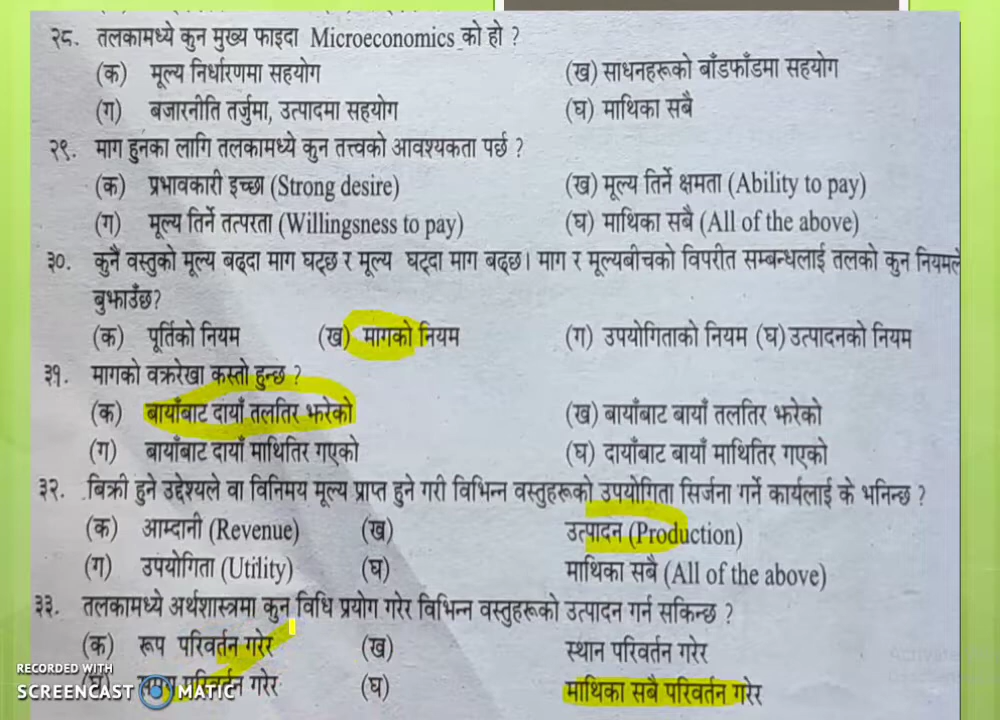 २८. तलकामध्ये कुन मुख्य फाइदा Microeconomics को हो ?
(क) मूल्य निर्धारणमा सहयोग (ख) साधनहरूको बाँडफाँडमा सहयोग
(ग) बजारनीति तर्जुमा, उत्पादमा सहयोग (घ) माथिका सबै
२९. माग हुनका लागि तलकामध्ये कुन तत्त्वको आवश्यकता पर्छ ?
(क) प्रभावकारी इच्छा (Strong desire) (ख) मूल्य तिर्ने क्षमता (Ability to pay)
(ग) मूल्य तिर्ने तत्परता (Willingsness to pay) (घ) माथिका सबै (All of the above)
३०. कुनै वस्तुको मूल्य बढ्दा माग घट्छ र मूल्य घट्दा माग बढ्छ। माग र मूल्यबीचको विपरीत सम्बन्धलाई तलको कुन नियमले
बुझाउँछ?
(क) पूर्तिको नियम (ख) मागको नियम (ग) उपयोगिताको नियम (घ) उत्पादनको नियम
३१. मागको वक्ररेखा कस्तो हुन्छ ?
(क) बायाँबाट दायाँ तलतिर झरेको (ख) बायाँबाट बायाँ तलतिर झरेको
(ग) बायाँबाट दायाँ माथितिर गएको (घ) दायाँबाट बायाँ माथितिर गएको
३२. बिक्री हुने उद्देश्यले वा विनिमय मूल्य प्राप्त हुने गरी विभिन्न वस्तुहरूको उपयोगिता सिर्जना गर्ने कार्यलाई के भनिन्छ ?
(क) आम्दानी (Revenue) (ख) उत्पादन (Production)
(ग) उपयोगिता (Utility) (घ) माथिका सबै (All of the above)
३३. तलकामध्ये अर्थशास्त्रमा कुन विधि प्रयोग गरेर विभिन्न वस्तुहरूको उत्पादन गर्न सकिन्छ ?
(क) रूप परिवर्तन गरेर (ख) स्थान परिवर्तन गरेर
परिवर्तन गरेर (घ) माथिका सबै परिवर्तन गरेर
RECORDED WITH
SCREENCAST MATIC